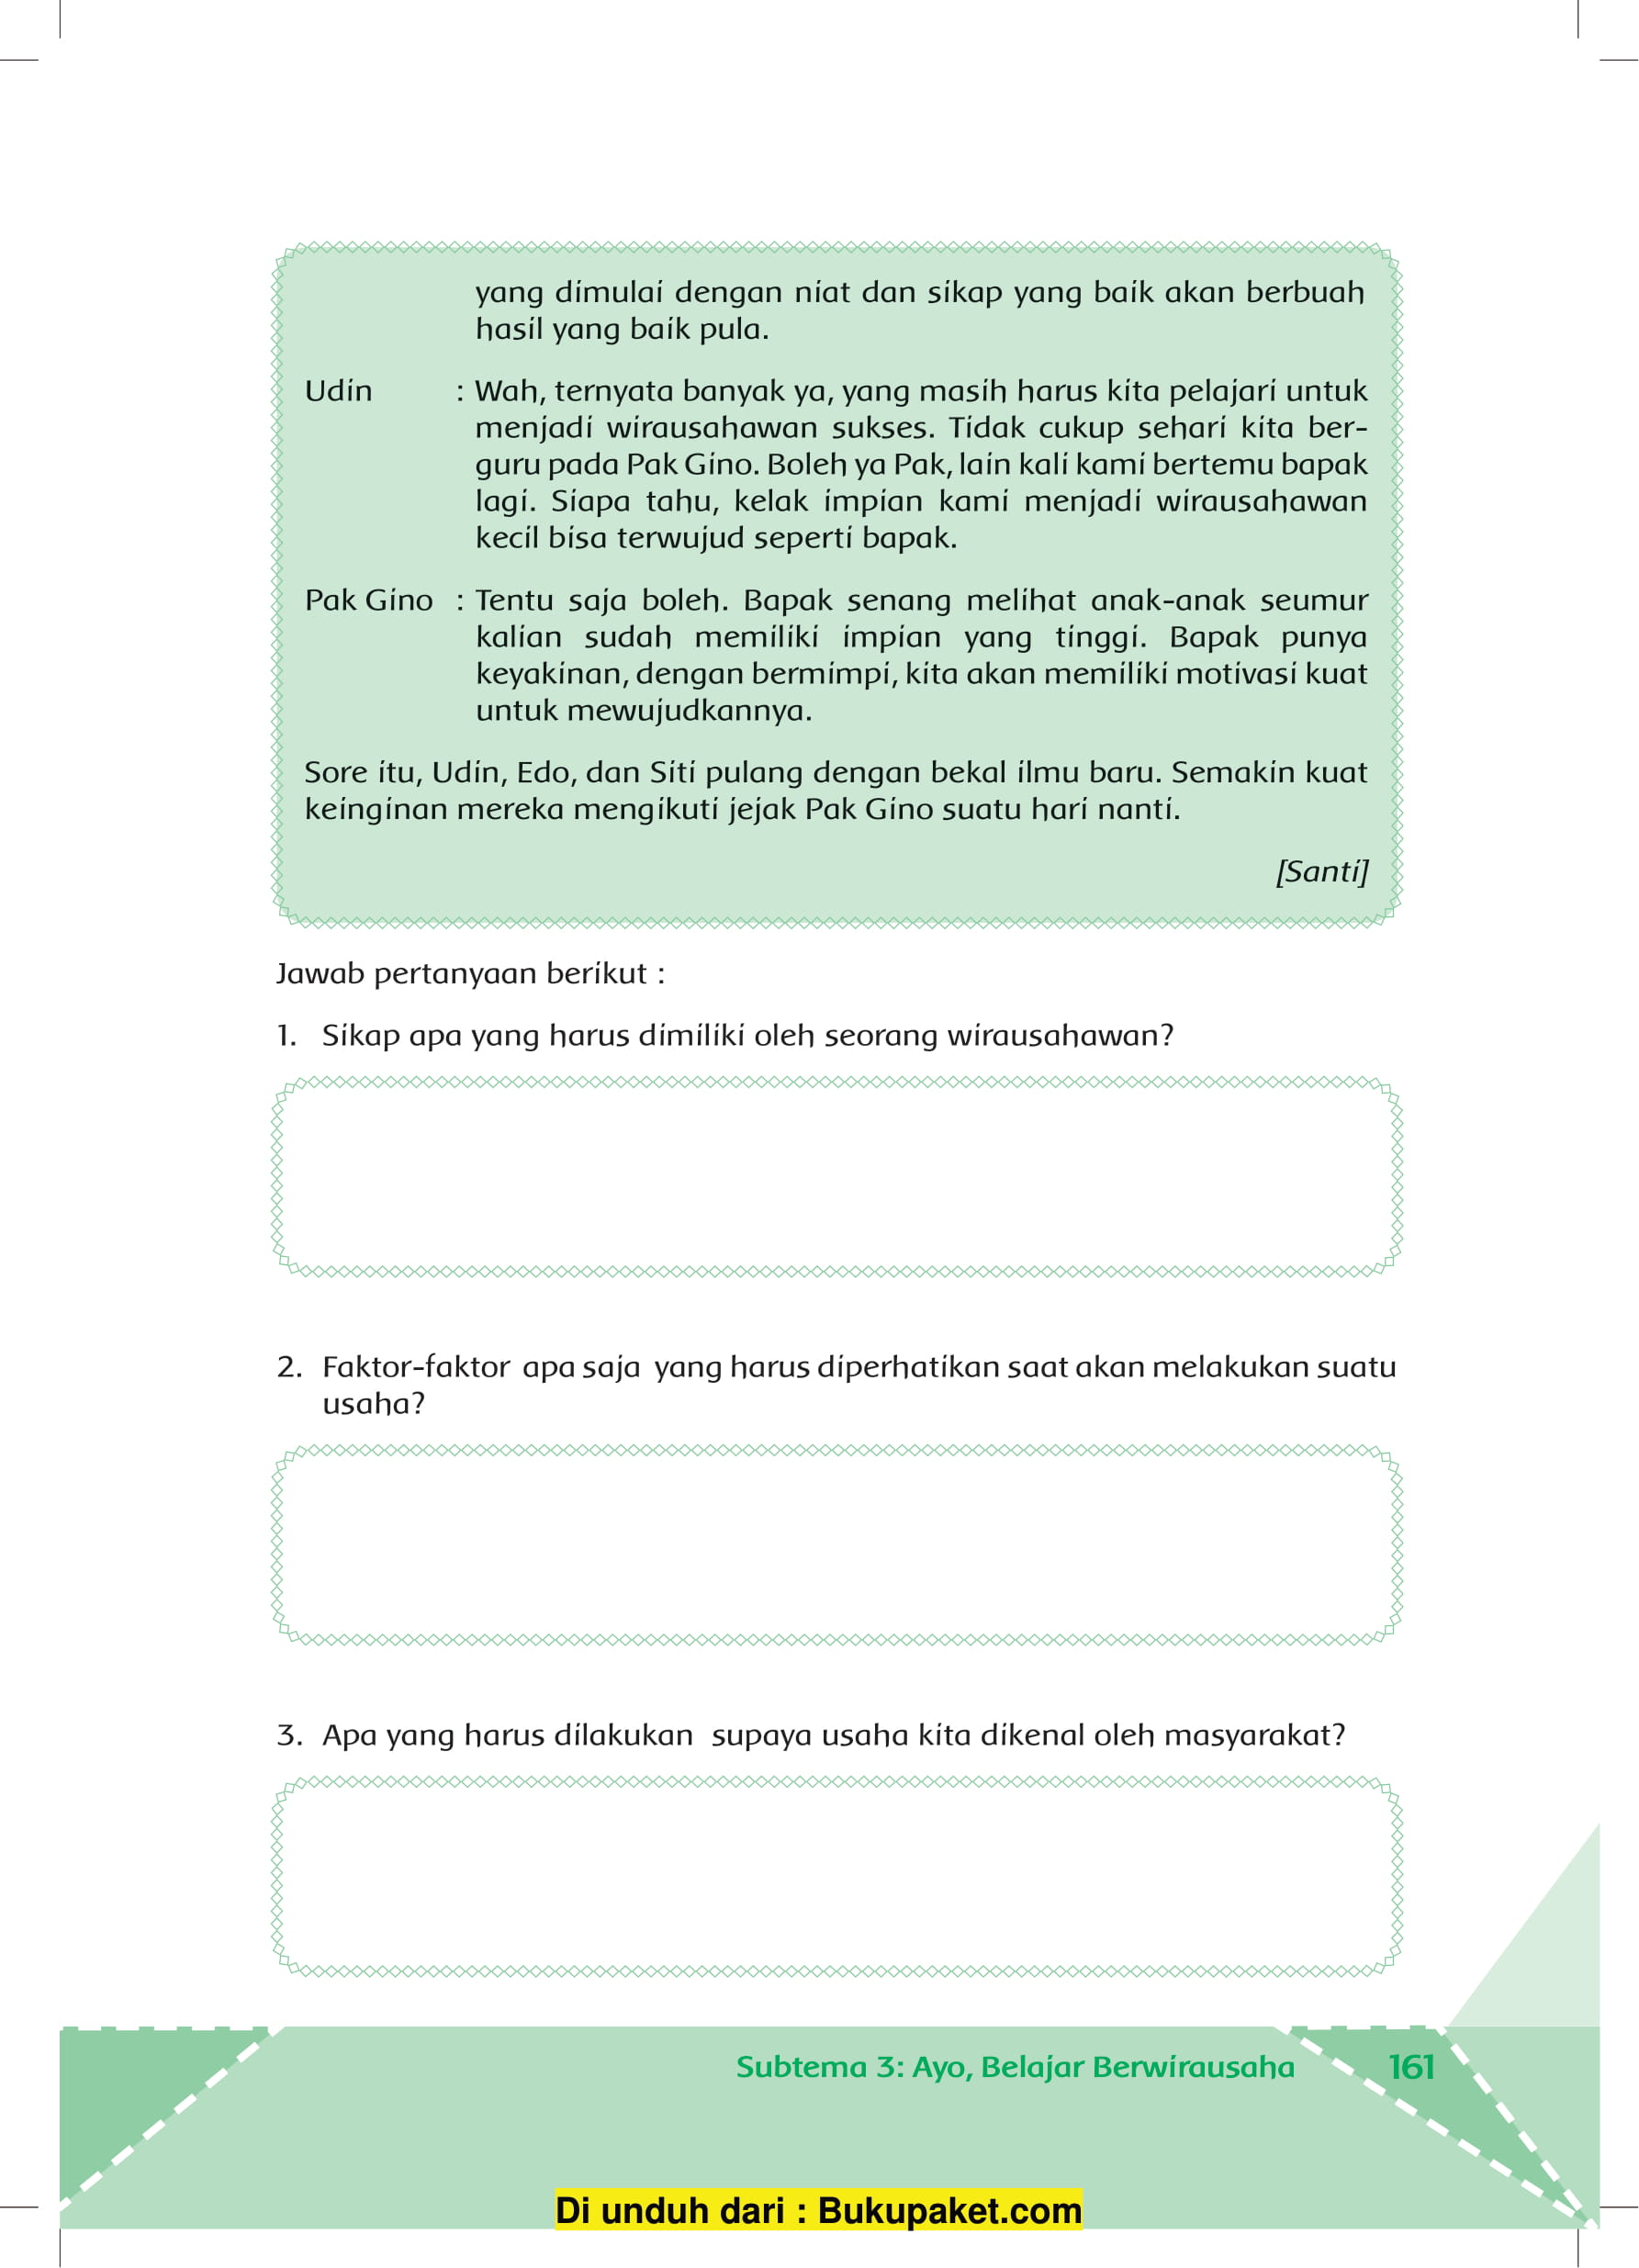 yang dimulai dengan niat dan sikap yang baik akan berbuah
hasil yang baik pula.
Udin : Wah, ternyata banyak ya, yang masih harus kita pelajari untuk
menjadi wirausahawan sukses. Tidak cukup sehari kita ber-
guru pada Pak Gino. Boleh ya Pak, lain kali kami bertemu bapak
lagi. Siapa tahu, kelak impian kami menjadi wirausahawan
kecil bisa terwujud seperti bapak.
Pak Gino : Tentu saja boleh. Bapak senang melihat anak-anak seumur
kalian sudah memiliki impian yang tinggi. Bapak punya
keyakinan, dengan bermimpi, kita akan memiliki motivasi kuat
untuk mewujudkannya.
Sore itu, Udin, Edo, dan Siti pulang dengan bekal ilmu baru. Semakin kuat
keinginan mereka mengikuti jejak Pak Gino suatu hari nanti.
[Santi]
Jawab pertanyaan berikut :
1. Sikap apa yang harus dimiliki oleh seorang wirausahawan?
2. Faktor-faktor apa saja yang harus diperhatikan saat akan melakukan suatu
usaha?
3. Apa yang harus dilakukan supaya usaha kita dikenal oleh masyarakat?
Subtema 3: Ayo, Belajar Berwirausaha 161
Di unduh dari : Bukupaket.com